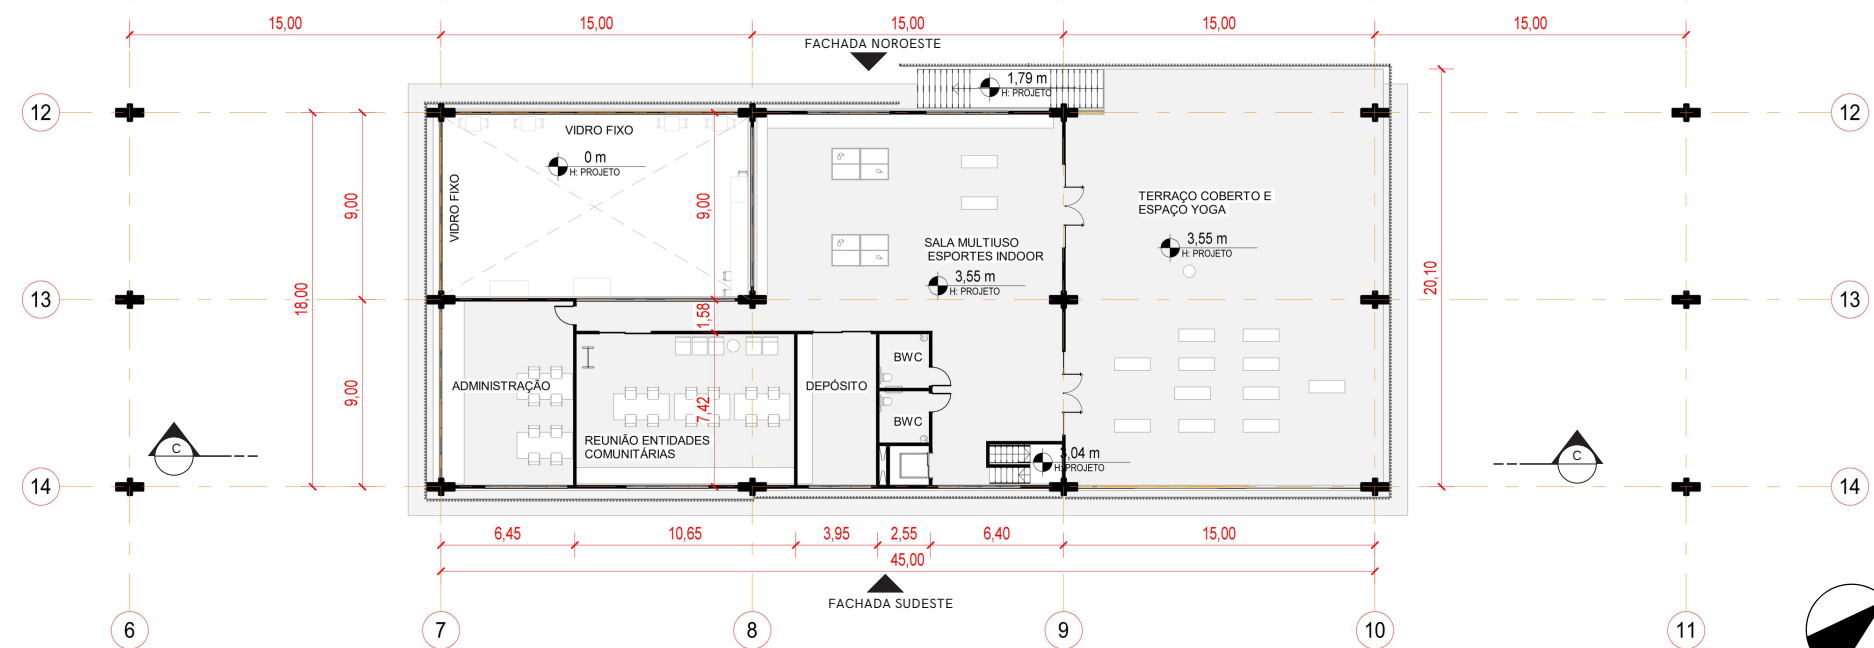 15,00
15,00
15,00
15,00
15,00
FACHADA NOROESTE
1,79 m
H: PROJETO
12
12
VIDRO FIXO
0 m
H: PROJETO
VIDRO FIXO
9,00
9,00
18,00
TERRAÇO COBERTO E
ESPAÇO YOGA
3,55 m
H: PROJETO
SALA MULTIUSO
ESPORTES INDOOR
3,55 m
H: PROJETO
20,10
13
13
1,58
BWC
ADMINISTRAÇÃO
DEPÓSITO
9,00
7,42
BWC
REUNIÃO ENTIDADES
COMUNITÁRIAS
C
3,04 m
H: PROJETO
C
14
14
6,45
10,65
3,95
2,55
6,40
15,00
45,00
FACHADA SUDESTE
6
7
8
9
10
11